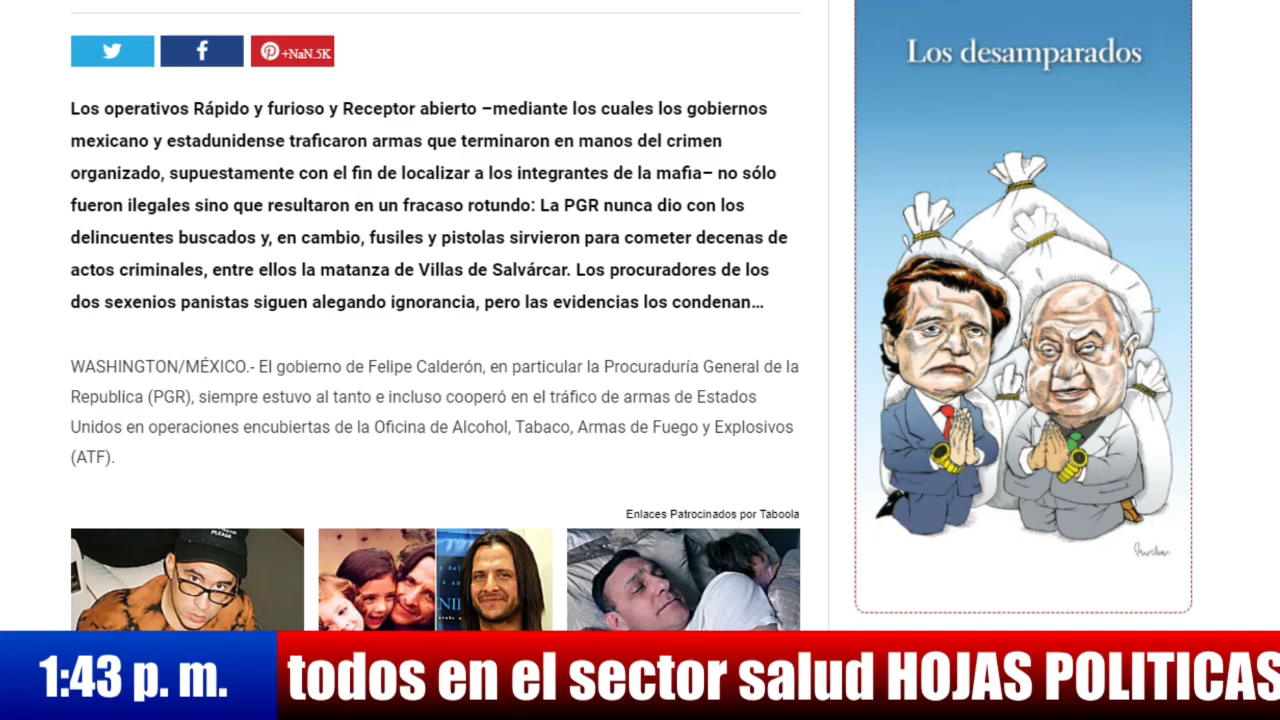 +NaN.5K
Los operativos Rápido y furioso y Receptor abierto –mediante los cuales los gobiernos
mexicano y estadunidense traficaron armas que terminaron en manos del crimen
organizado, supuestamente con el fin de localizar a los integrantes de la mafia– no sólo
fueron ilegales sino que resultaron en un fracaso rotundo: La PGR nunca dio con los
delincuentes buscados y, en cambio, fusiles y pistolas sirvieron para cometer decenas de
actos criminales, entre ellos la matanza de Villas de Salvárcar. Los procuradores de los
dos sexenios panistas siguen alegando ignorancia, pero las evidencias los condenan…
WASHINGTON/MÉXICO.- El gobierno de Felipe Calderón, en particular la Procuraduría General de la
Republica (PGR), siempre estuvo al tanto e incluso cooperó en el tráfico de armas de Estados
Unidos en operaciones encubiertas de la Oficina de Alcohol, Tabaco, Armas de Fuego y Explosivos
(ATF).
Enlaces Patrocinados por Taboola
PLEASE
Los desamparados
1:43 p. m.
todos en el sector salud HOJAS POLITICAS